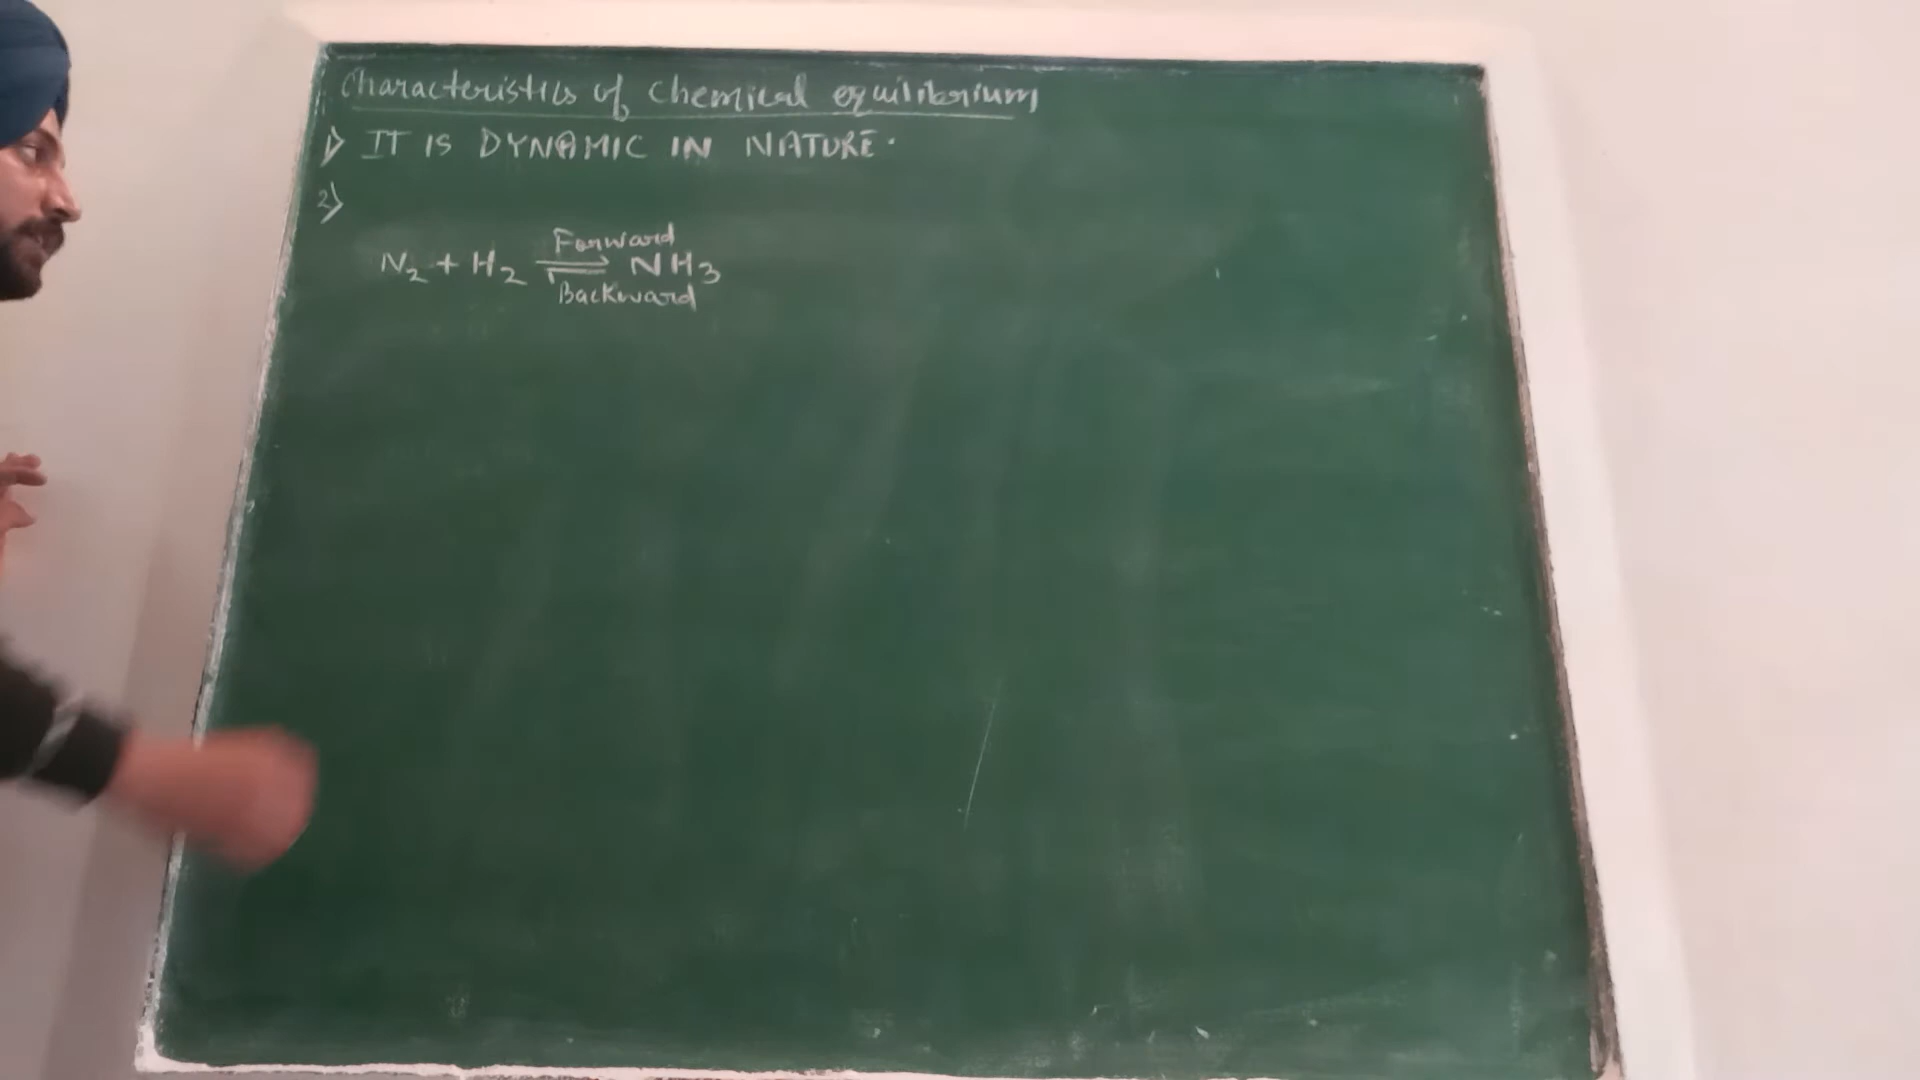 Characteristics of chemical equilibrium
1) IT IS DYNAMIC IN NATURE.
2)
Forward
N₂ + H₂ ⇌ NH₃
Backward